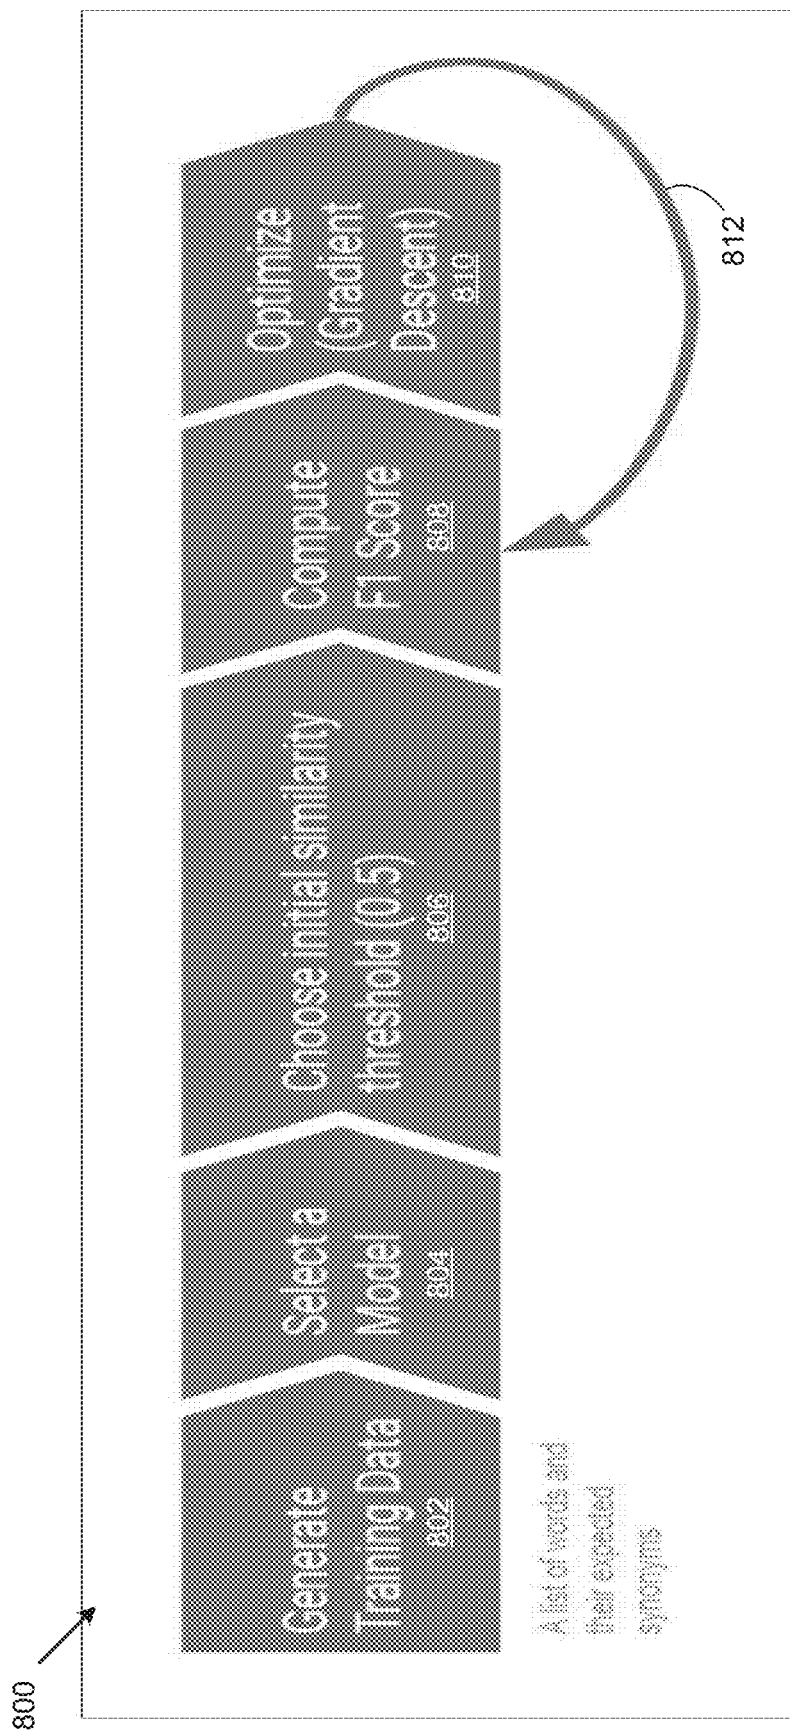 800
Generate
Training Data
802
A list of words and
their expected
synonyms
Select a
Model
804
Choose initial similarity
threshold (0.5)
806
Compute
F1 Score
808
Optimize
(Gradient
Descent)
810
812